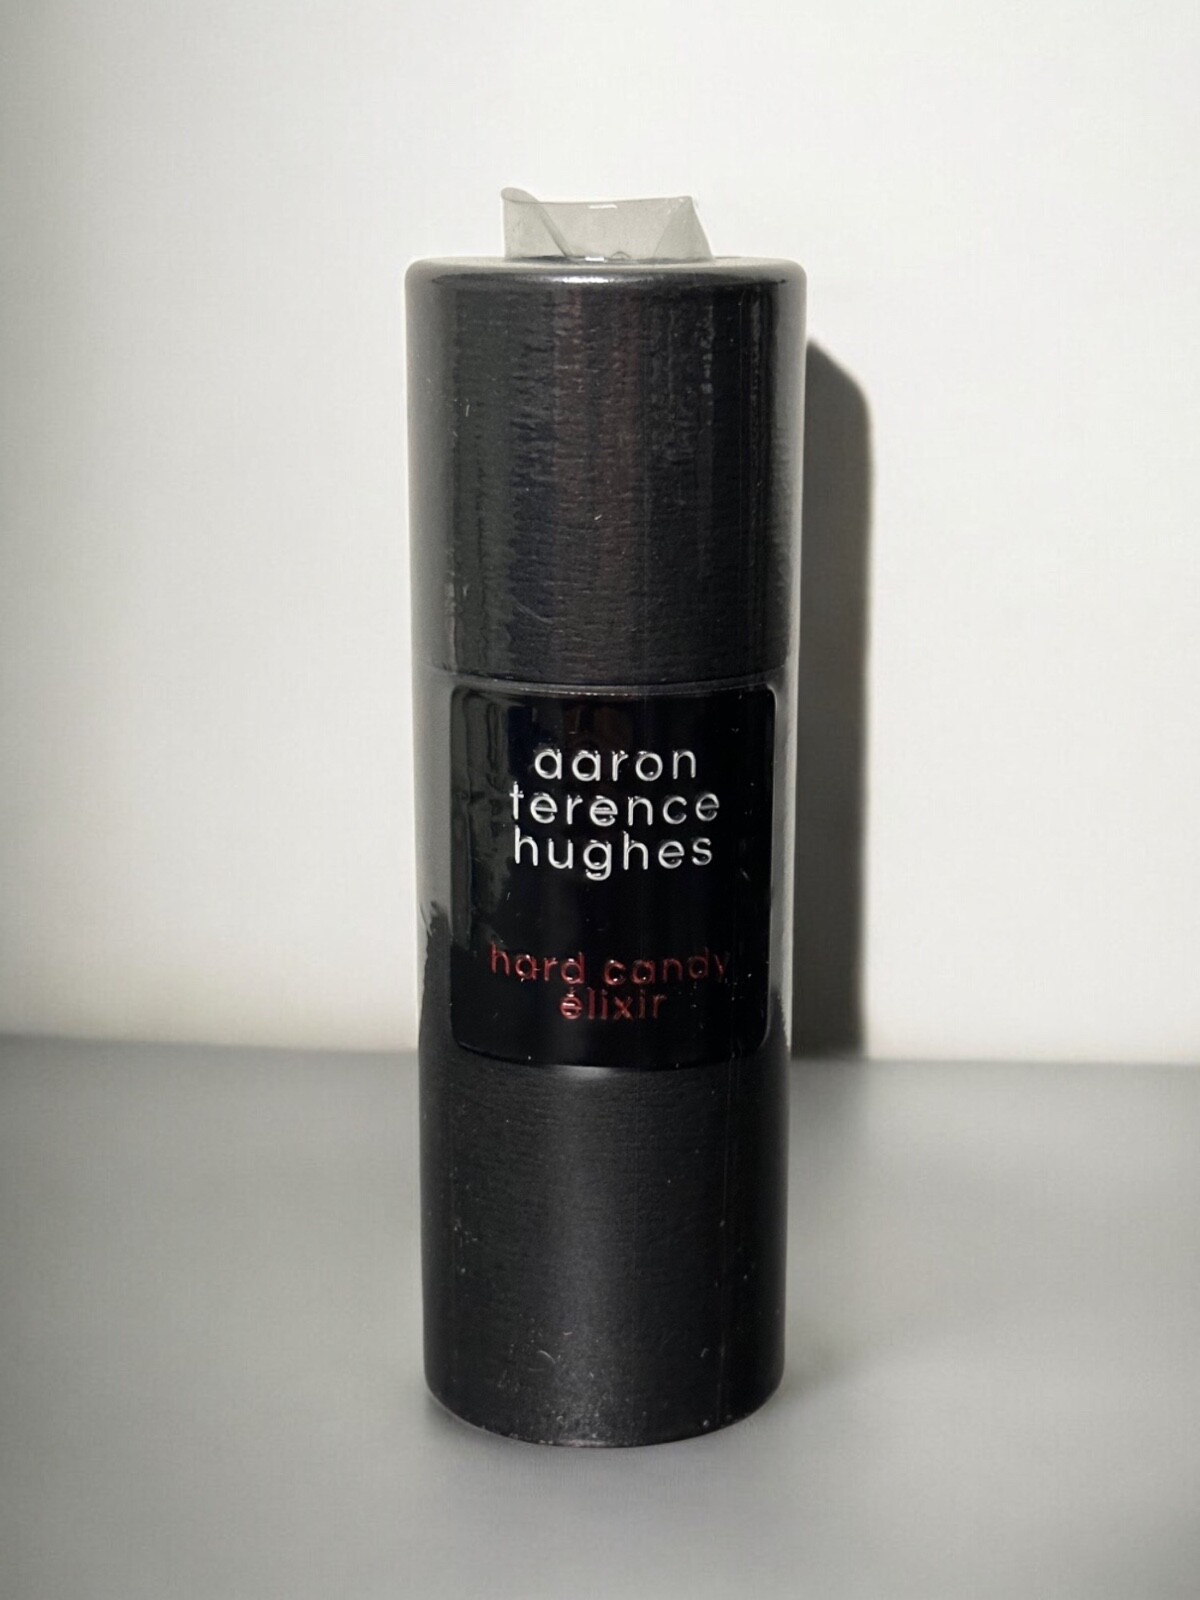 aaron
terence
hughes
hard candy
élixir